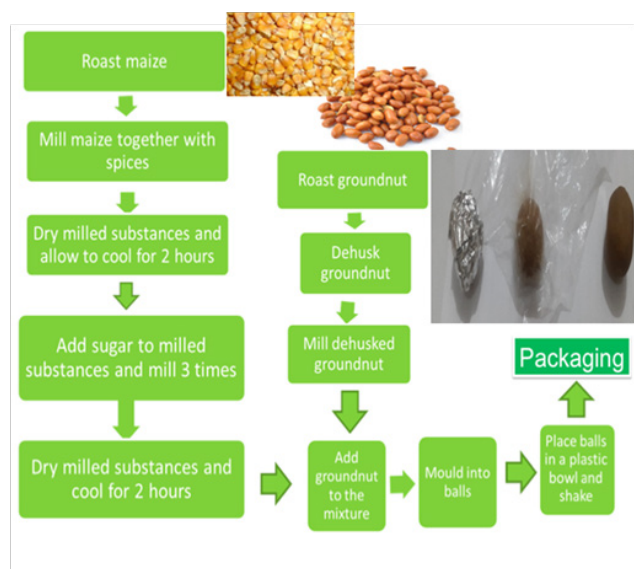 Roast maize
Mill maize together with
spices
Dry milled substances and
allow to cool for 2 hours
Add sugar to milled
substances and mill 3 times
Dry milled substances and
cool for 2 hours
Roast groundnut
Dehusk
groundnut
Mill dehusked
groundnut
Add
groundnut
to the
mixture
Mould into
balls
Place balls
in a plastic
bowl and
shake
Packaging